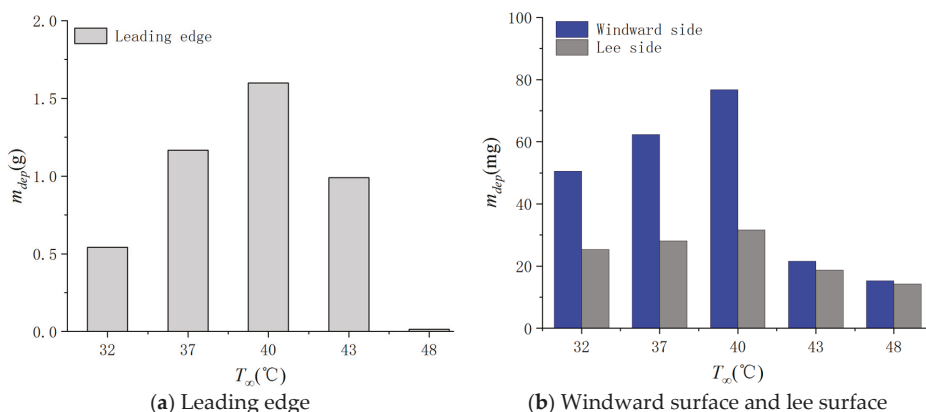 2.0
1.5
1.0
0.5
0.0
m_dep(g)
Leading edge
32 37 40 43 48
T_∞(℃)
(a) Leading edge
100
80
60
40
20
0
m_dep(mg)
Windward side
Lee side
32 37 40 43 48
T_∞(℃)
(b) Windward surface and lee surface